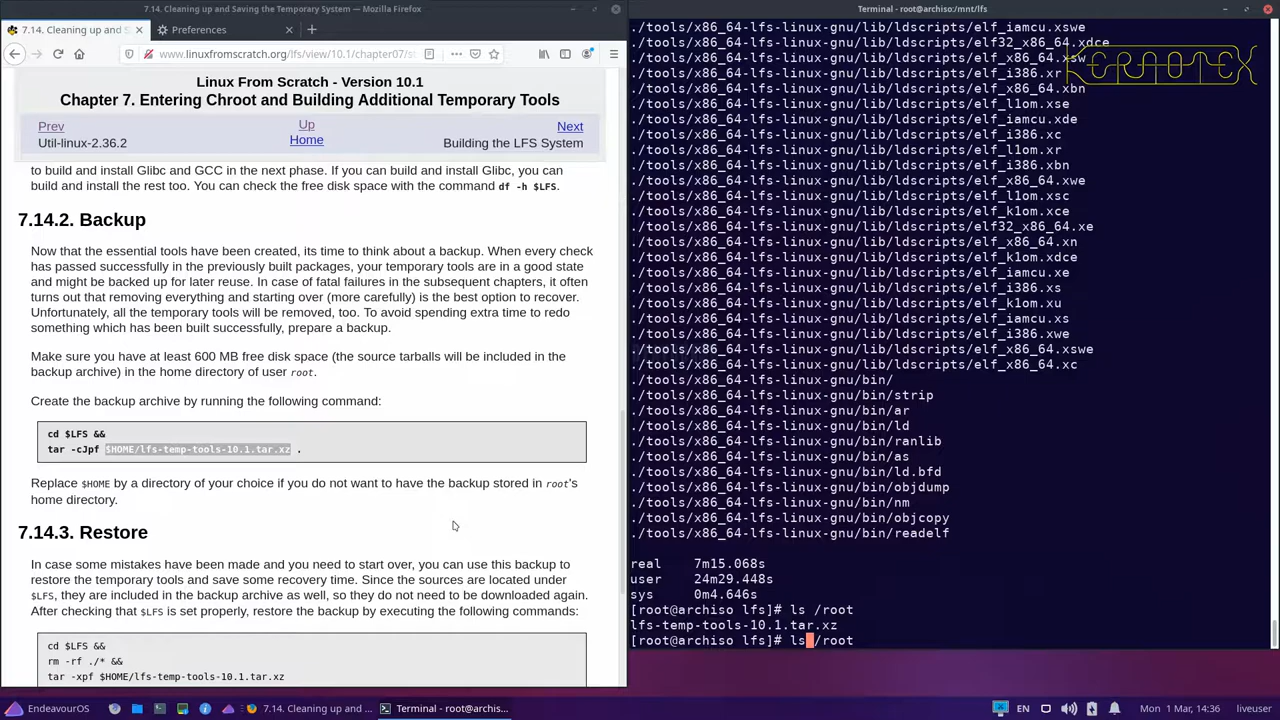 7.14. Cleaning up and Saving the Temporary System — Mozilla Firefox
7.14. Cleaning up and S
Preferences
www.linuxfromscratch.org/lfs/view/10.1/chapter07/s
Linux From Scratch - Version 10.1
Chapter 7. Entering Chroot and Building Additional Temporary Tools
Prev
Up
Next
Util-linux-2.36.2
Home
Building the LFS System
to build and install Glibc and GCC in the next phase. If you can build and install Glibc, you can
build and install the rest too. You can check the free disk space with the command df -h $LFS.
7.14.2. Backup
Now that the essential tools have been created, its time to think about a backup. When every check
has passed successfully in the previously built packages, your temporary tools are in a good state
and might be backed up for later reuse. In case of fatal failures in the subsequent chapters, it often
turns out that removing everything and starting over (more carefully) is the best option to recover.
Unfortunately, all the temporary tools will be removed, too. To avoid spending extra time to redo
something which has been built successfully, prepare a backup.
Make sure you have at least 600 MB free disk space (the source tarballs will be included in the
backup archive) in the home directory of user root.
Create the backup archive by running the following command:
cd $LFS &&
tar -cJpf $HOME/lfs-temp-tools-10.1.tar.xz .
Replace $HOME by a directory of your choice if you do not want to have the backup stored in root's
home directory.
7.14.3. Restore
In case some mistakes have been made and you need to start over, you can use this backup to
restore the temporary tools and save some recovery time. Since the sources are located under
$LFS, they are included in the backup archive as well, so they do not need to be downloaded again.
After checking that $LFS is set properly, restore the backup by executing the following commands:
cd $LFS &&
rm -rf ./* &&
tar -xpf $HOME/lfs-temp-tools-10.1.tar.xz
Terminal - root@archiso:/mnt/lfs
./tools/x86_64-lfs-linux-gnu/lib/ldscripts/elf_iamcu.xswe
./tools/x86_64-lfs-linux-gnu/lib/ldscripts/elf32_x86_64.xdce
./tools/x86_64-lfs-linux-gnu/lib/ldscripts/elf_x86_64.xsw
./tools/x86_64-lfs-linux-gnu/lib/ldscripts/elf_i386.xr
./tools/x86_64-lfs-linux-gnu/lib/ldscripts/elf_x86_64.xbn
./tools/x86_64-lfs-linux-gnu/lib/ldscripts/elf_l1om.xse
./tools/x86_64-lfs-linux-gnu/lib/ldscripts/elf_iamcu.xde
./tools/x86_64-lfs-linux-gnu/lib/ldscripts/elf_i386.xc
./tools/x86_64-lfs-linux-gnu/lib/ldscripts/elf_l1om.xr
./tools/x86_64-lfs-linux-gnu/lib/ldscripts/elf_i386.xbn
./tools/x86_64-lfs-linux-gnu/lib/ldscripts/elf_x86_64.xwe
./tools/x86_64-lfs-linux-gnu/lib/ldscripts/elf_l1om.xsc
./tools/x86_64-lfs-linux-gnu/lib/ldscripts/elf_k1om.xce
./tools/x86_64-lfs-linux-gnu/lib/ldscripts/elf32_x86_64.xe
./tools/x86_64-lfs-linux-gnu/lib/ldscripts/elf_x86_64.xn
./tools/x86_64-lfs-linux-gnu/lib/ldscripts/elf_k1om.xdce
./tools/x86_64-lfs-linux-gnu/lib/ldscripts/elf_iamcu.xe
./tools/x86_64-lfs-linux-gnu/lib/ldscripts/elf_i386.xs
./tools/x86_64-lfs-linux-gnu/lib/ldscripts/elf_k1om.xu
./tools/x86_64-lfs-linux-gnu/lib/ldscripts/elf_iamcu.xs
./tools/x86_64-lfs-linux-gnu/lib/ldscripts/elf_i386.xwe
./tools/x86_64-lfs-linux-gnu/lib/ldscripts/elf_x86_64.xswe
./tools/x86_64-lfs-linux-gnu/lib/ldscripts/elf_x86_64.xc
./tools/x86_64-lfs-linux-gnu/bin/
./tools/x86_64-lfs-linux-gnu/bin/strip
./tools/x86_64-lfs-linux-gnu/bin/ar
./tools/x86_64-lfs-linux-gnu/bin/ld
./tools/x86_64-lfs-linux-gnu/bin/ranlib
./tools/x86_64-lfs-linux-gnu/bin/as
./tools/x86_64-lfs-linux-gnu/bin/ld.bfd
./tools/x86_64-lfs-linux-gnu/bin/objdump
./tools/x86_64-lfs-linux-gnu/bin/nm
./tools/x86_64-lfs-linux-gnu/bin/objcopy
./tools/x86_64-lfs-linux-gnu/bin/readelf
real 7m15.068s
user 24m29.448s
sys 0m4.646s
[root@archiso lfs]# ls /root
lfs-temp-tools-10.1.tar.xz
[root@archiso lfs]# ls /root
EndeavourOS
7.14. Cleaning up and ...
Terminal - root@archis...
EN
Mon 1 Mar, 14:36
liveuser